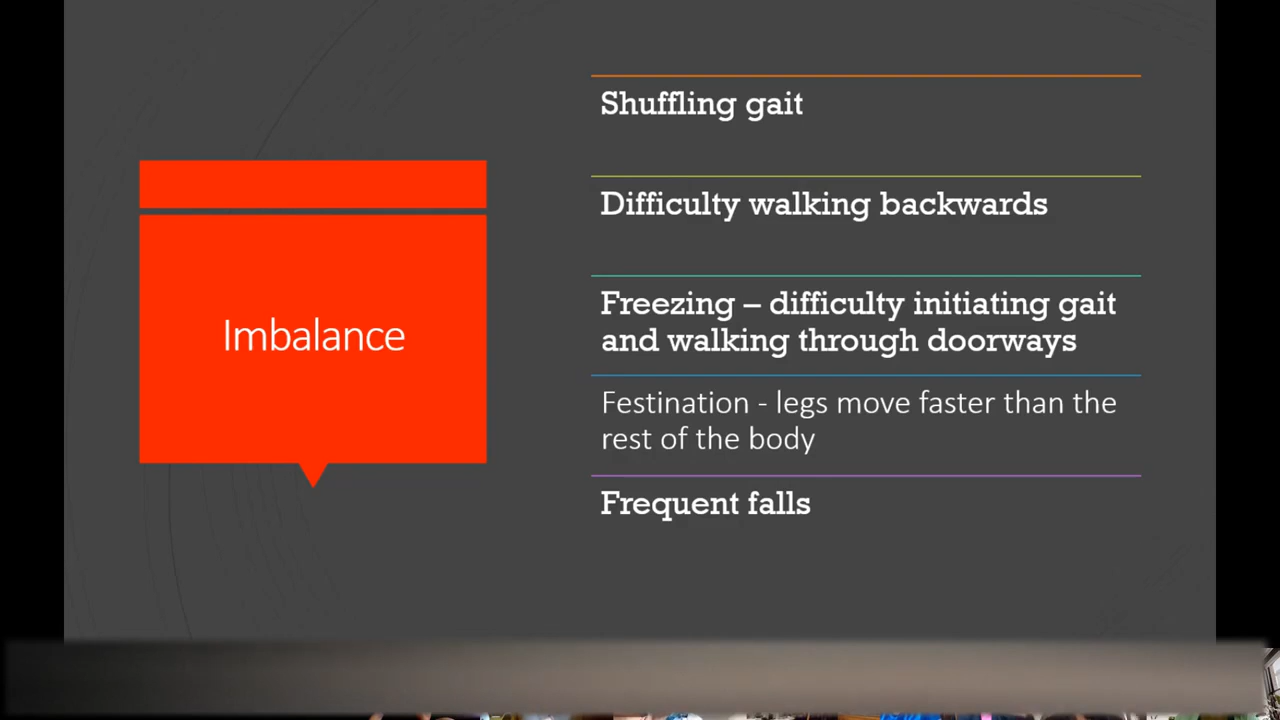 Imbalance
Shuffling gait
Difficulty walking backwards
Freezing – difficulty initiating gait
and walking through doorways
Festination - legs move faster than the
rest of the body
Frequent falls